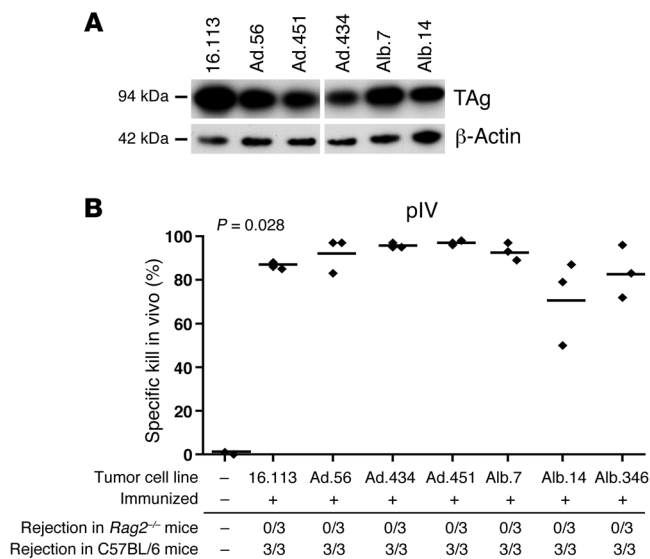 A
16.113 Ad.56 Ad.451 Ad.434 Alb.7 Alb.14
94 kDa TAg
42 kDa β-Actin
B
pIV
P = 0.028
Specific kill in vivo (%)
100
80
60
40
20
0
Tumor cell line – 16.113 Ad.56 Ad.434 Ad.451 Alb.7 Alb.14 Alb.346
Immunized – + + + + + + +
Rejection in Rag2–/– mice – 0/3 0/3 0/3 0/3 0/3 0/3 0/3
Rejection in C57BL/6 mice – 3/3 3/3 3/3 3/3 3/3 3/3 3/3